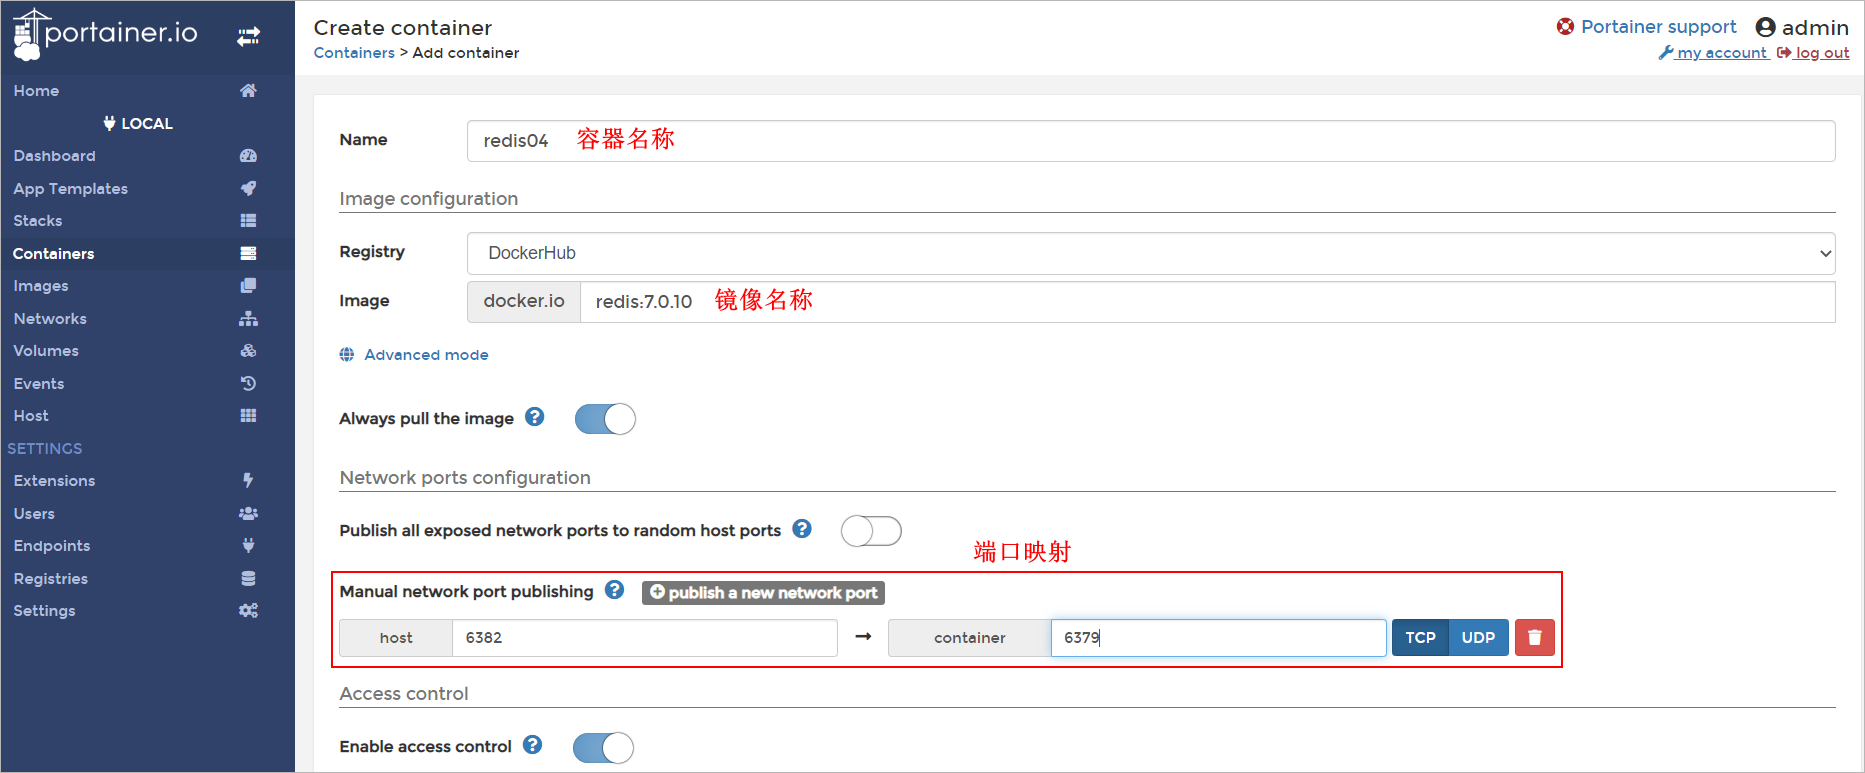 portainer.io
Home
LOCAL
Dashboard
App Templates
Stacks
Containers
Images
Networks
Volumes
Events
Host
SETTINGS
Extensions
Users
Endpoints
Registries
Settings
Create container
Containers > Add container
Portainer support admin
my account log out
Name redis04 容器名称
Image configuration
Registry DockerHub
Image docker.io redis:7.0.10 镜像名称
Advanced mode
Always pull the image ?
Network ports configuration
Publish all exposed network ports to random host ports ?
端口映射
Manual network port publishing ? publish a new network port
host 6382 → container 6379 TCP UDP
Access control
Enable access control ?